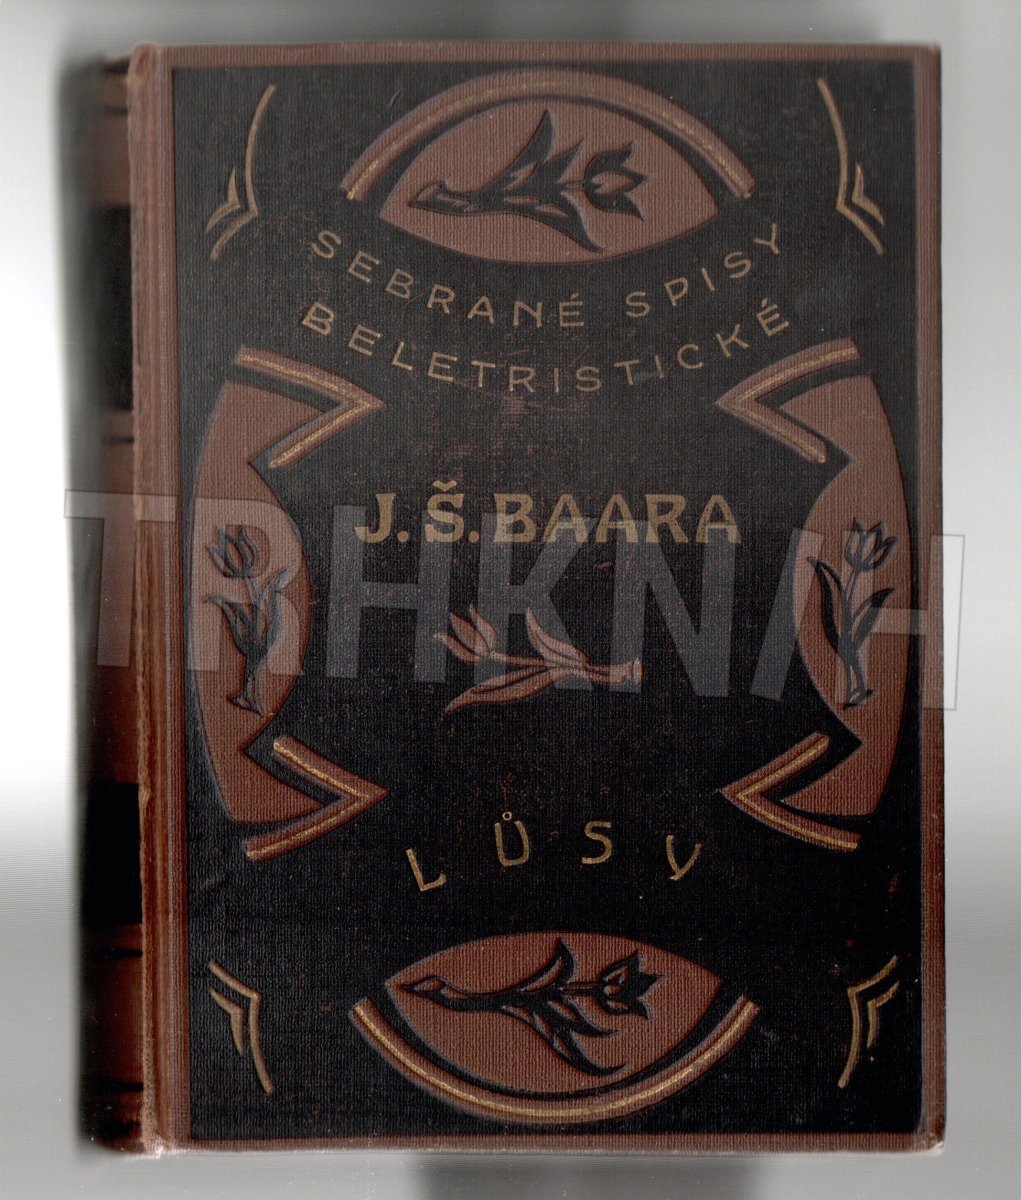 SEBRANÉ SPISY
BELETRISTICKÉ
J. Š. BAARA
LŮSY
TRHKNIH